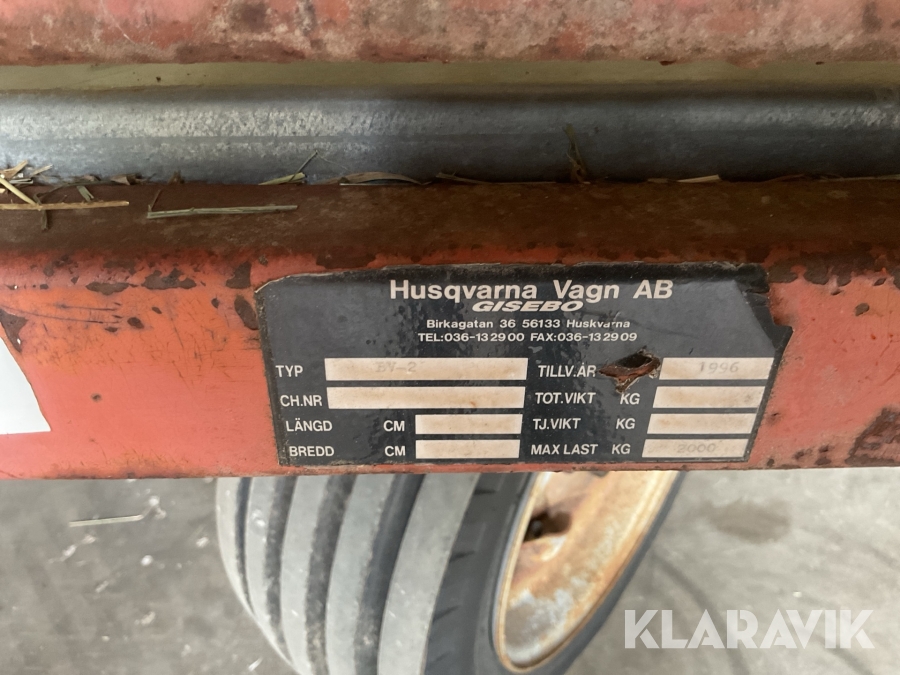 Husqvarna Vagn AB
GISEBO
Birkagatan 36 56133 Huskvarna
TEL:036-132900 FAX:036-132909
TYP BV-2 TILLV.ÅR 1996
CH.NR TOT.VIKT KG
LÄNGD CM TJ.VIKT KG
BREDD CM MAX LAST KG 2000
KLARAVIK